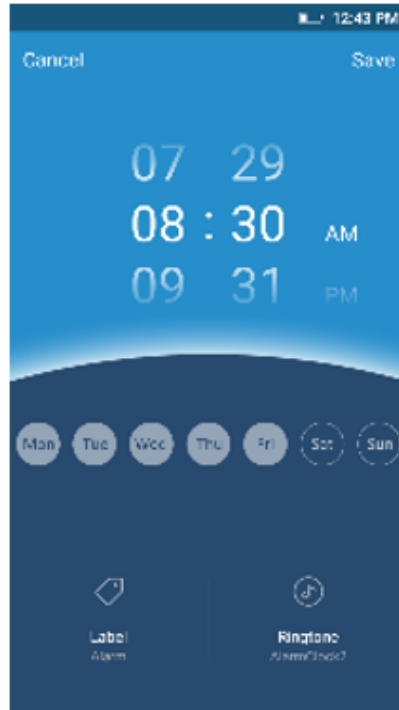 12:43 PM
Cancel Save
07 29
08 : 30 AM
09 31 PM
Mon Tue Wed Thu Fri Sat Sun
Label Ringtone
Alarm AlarmClock2